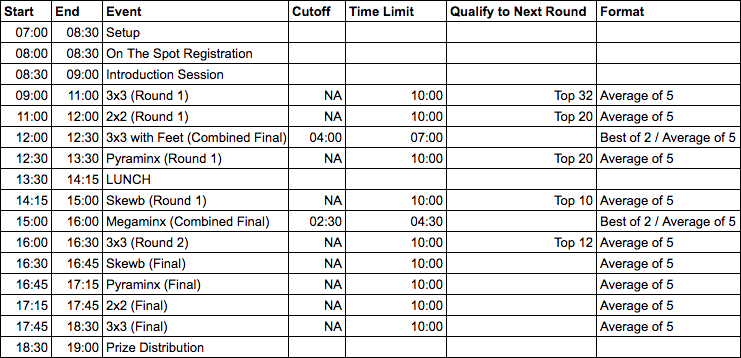 Start End Event Cutoff Time Limit Qualify to Next Round Format
07:00 08:30 Setup
08:00 08:30 On The Spot Registration
08:30 09:00 Introduction Session
09:00 11:00 3x3 (Round 1) NA 10:00 Top 32 Average of 5
11:00 12:00 2x2 (Round 1) NA 10:00 Top 20 Average of 5
12:00 12:30 3x3 with Feet (Combined Final) 04:00 07:00 Best of 2 / Average of 5
12:30 13:30 Pyraminx (Round 1) NA 10:00 Top 20 Average of 5
13:30 14:15 LUNCH
14:15 15:00 Skewb (Round 1) NA 10:00 Top 10 Average of 5
15:00 16:00 Megaminx (Combined Final) 02:30 04:30 Best of 2 / Average of 5
16:00 16:30 3x3 (Round 2) NA 10:00 Top 12 Average of 5
16:30 16:45 Skewb (Final) NA 10:00 Average of 5
16:45 17:15 Pyraminx (Final) NA 10:00 Average of 5
17:15 17:45 2x2 (Final) NA 10:00 Average of 5
17:45 18:30 3x3 (Final) NA 10:00 Average of 5
18:30 19:00 Prize Distribution